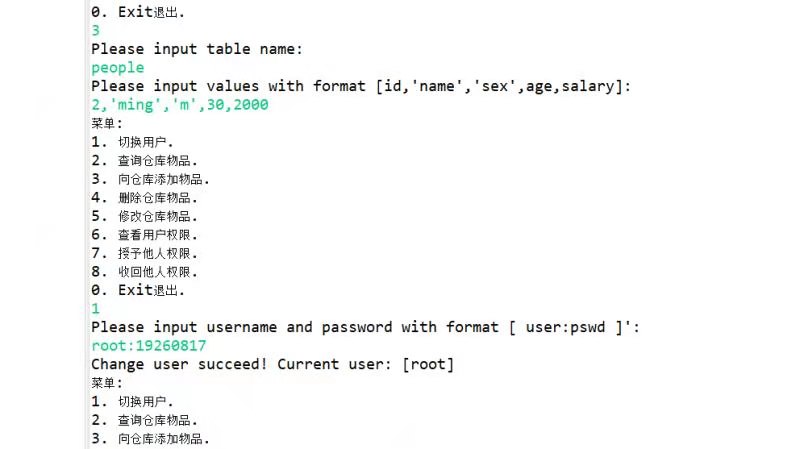 0. Exit退出.
3
Please input table name:
people
Please input values with format [id,'name','sex',age,salary]:
2,'ming','m',30,2000
菜单:
1. 切换用户.
2. 查询仓库物品.
3. 向仓库添加物品.
4. 删除仓库物品.
5. 修改仓库物品.
6. 查看用户权限.
7. 授予他人权限.
8. 收回他人权限.
0. Exit退出.
1
Please input username and password with format [ user:pswd ]':
root:19260817
Change user succeed! Current user: [root]
菜单:
1. 切换用户.
2. 查询仓库物品.
3. 向仓库添加物品.